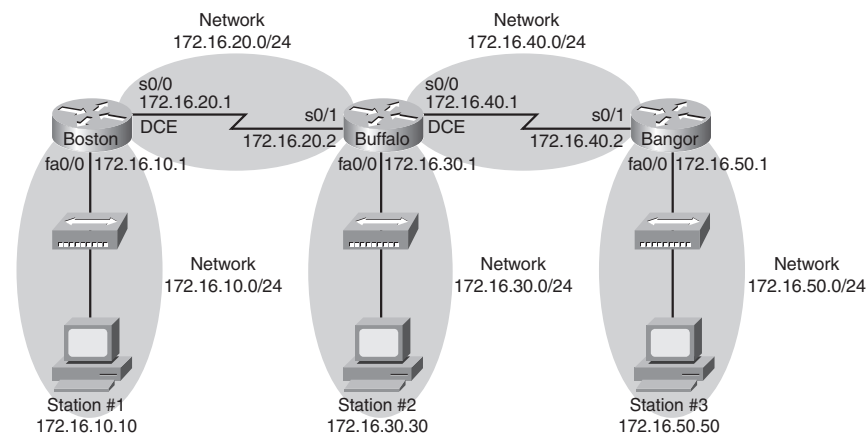 Network
172.16.20.0/24
Network
172.16.40.0/24
s0/0
172.16.20.1
DCE
s0/1
172.16.20.2
s0/0
172.16.40.1
DCE
s0/1
172.16.40.2
Boston
Buffalo
Bangor
fa0/0 172.16.10.1
fa0/0 172.16.30.1
fa0/0 172.16.50.1
Network
172.16.10.0/24
Network
172.16.30.0/24
Network
172.16.50.0/24
Station #1
172.16.10.10
Station #2
172.16.30.30
Station #3
172.16.50.50